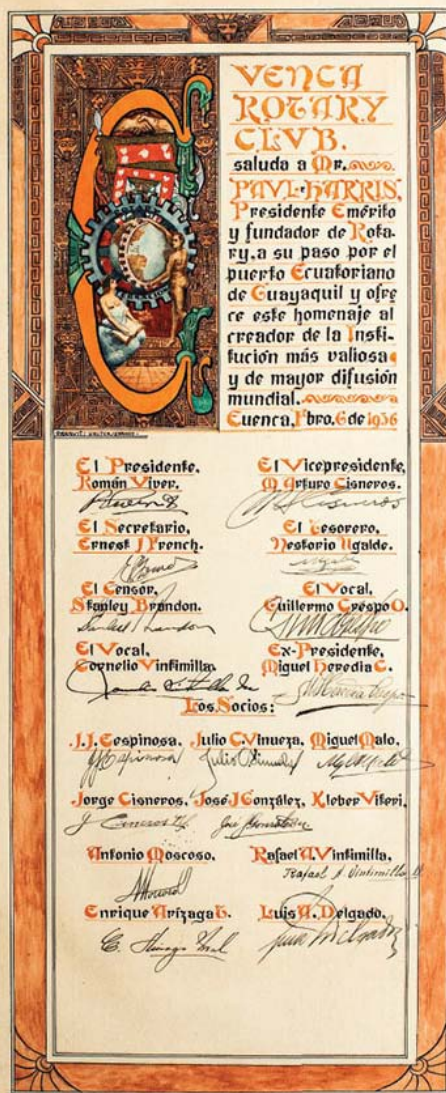 CVENCA
ROTARY
CLVB.
saluda a Mr.
PAVL HARRIS,
Presidente Emérito
y fundador de Rota-
ry, a su paso por el
puerto Ecuatoriano
de Guayaquil y ofre
ce este homenaje al
creador de la Insti-
tución más valiosa
y de mayor difusión
mundial.
Cuenca, Fbro. 6 de 1936
El Presidente,
Román Viver.
El Vicepresidente,
M. Arturo Cisneros.
El Secretario,
Ernest J French.
El Tesorero,
Nestorio Ugalde.
El Censor,
Stanley Brandon.
El Vocal,
Guillermo Crespo O.
El Vocal,
Cornelio Vintimilla.
Ex-Presidente,
Miguel Heredia C.
Los Socios:
J.J. Espinosa, Julio C Vinueza, Miguel Malo,
Jorge Cisneros, José J González, Kleber Viteri,
Antonio Moscoso, Rafael A. Vintimilla,
Rafael A. Vintimilla
Enrique Arízaga T. Luis A. Delgado.